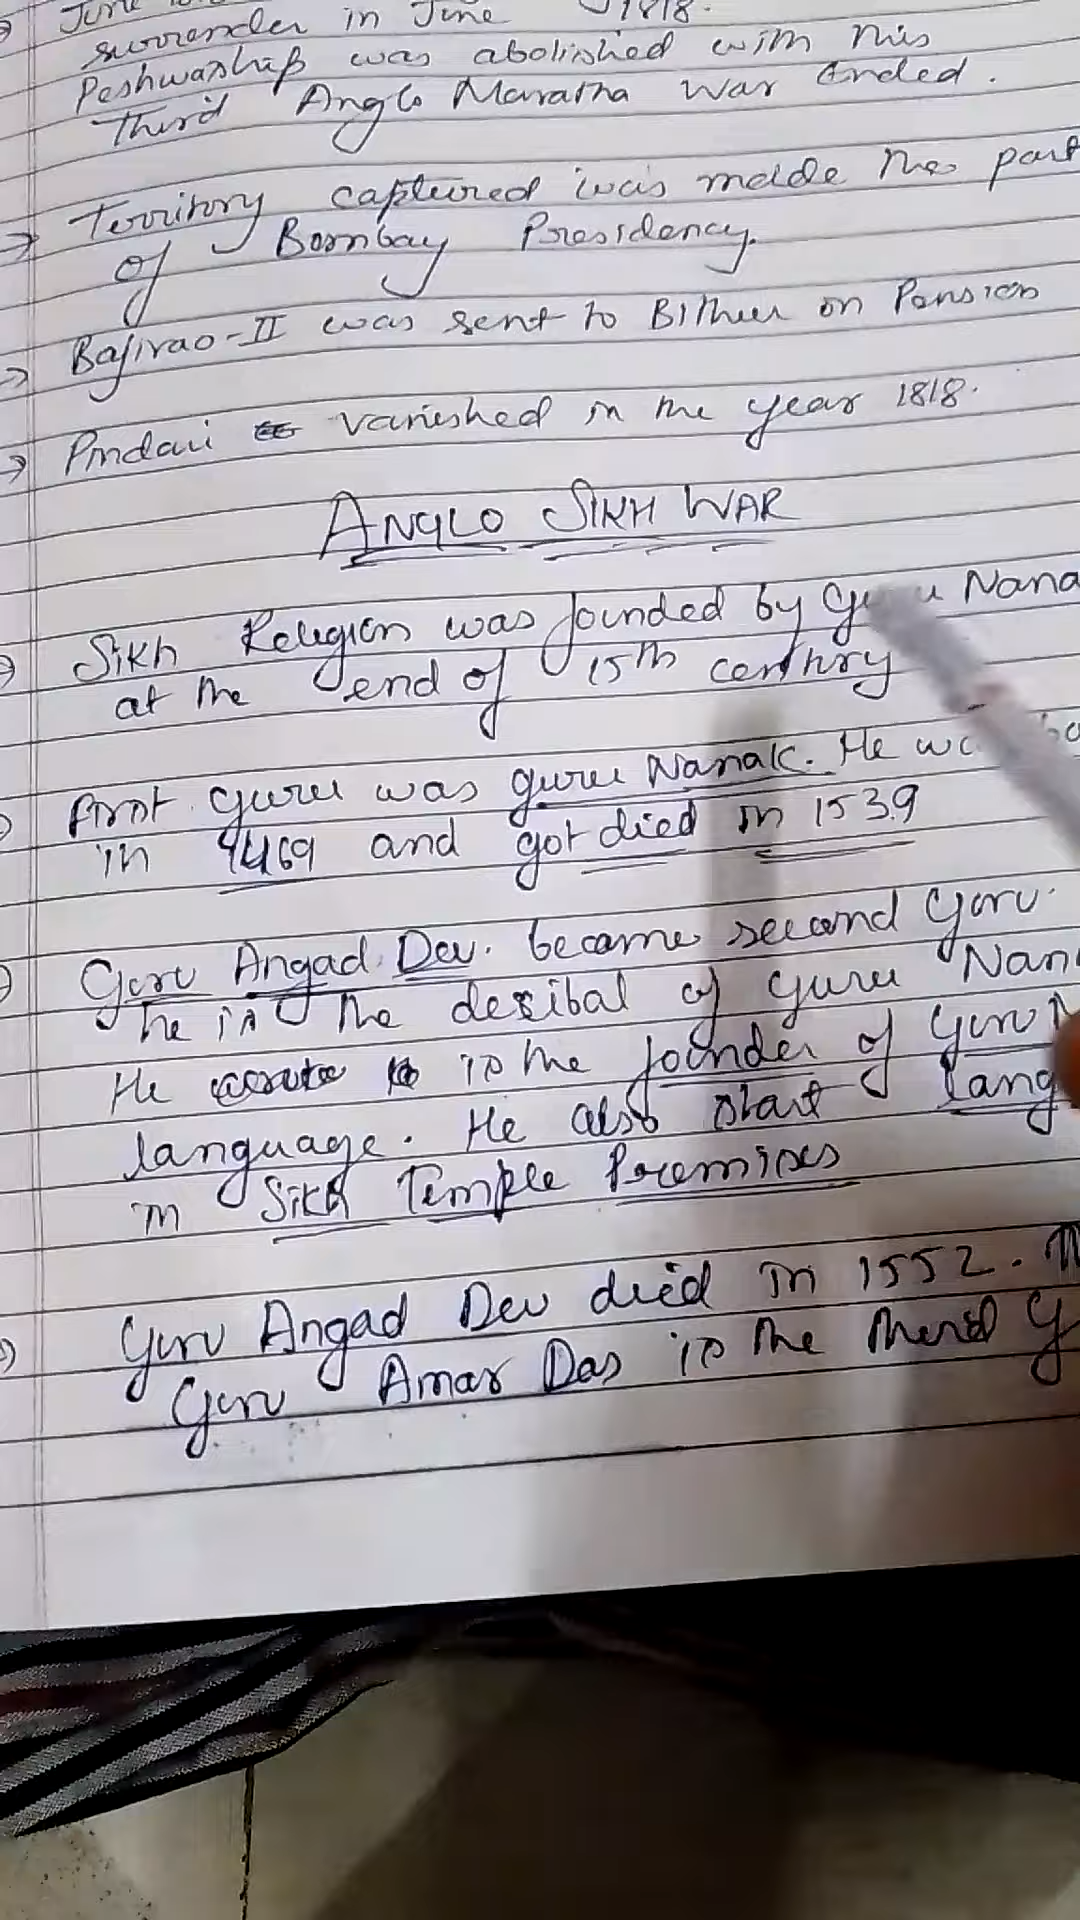 surrender in June 1818.
Peshwaship was abolished with this
Third Anglo Maratha war Ended.
→ Territory captured was made the part
of Bombay Presidency.
→ Bajirao-II was sent to Bithur on Pension
→ Pindari vanished in the year 1818.
ANGLO SIKH WAR
Sikh Religion was founded by Guru Nana
at the end of 15th century
First guru was guru Nanak. He
in 1469 and got died in 1539
Guru Angad Dev. became second Guru.
he is the desibal of guru Nan
He is the founder of Guru
language. He also start lang
in Sikh Temple Premises
Guru Angad Dev died in 1552.
Guru Amar Das is the third G